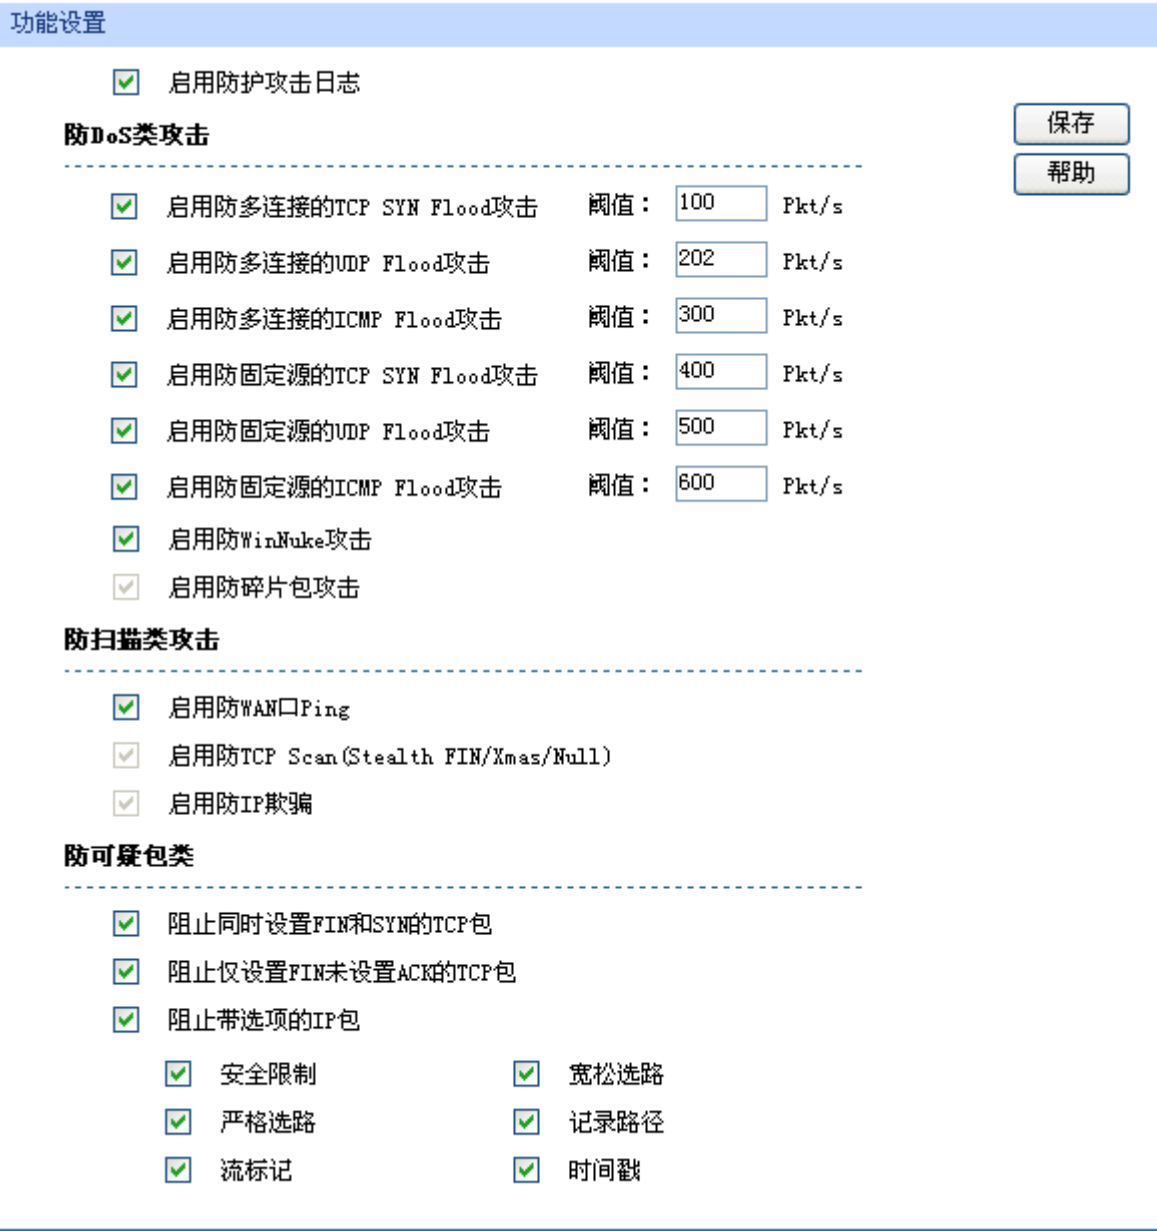 功能设置
启用防护攻击日志
保存
防DoS类攻击
帮助
启用防多连接的TCP SYN Flood攻击 阈值： 100 Pkt/s
启用防多连接的UDP Flood攻击 阈值： 202 Pkt/s
启用防多连接的ICMP Flood攻击 阈值： 300 Pkt/s
启用防固定源的TCP SYN Flood攻击 阈值： 400 Pkt/s
启用防固定源的UDP Flood攻击 阈值： 500 Pkt/s
启用防固定源的ICMP Flood攻击 阈值： 600 Pkt/s
启用防WinNuke攻击
启用防碎片包攻击
防扫描类攻击
启用防WAN口Ping
启用防TCP Scan(Stealth FIN/Xmas/Null)
启用防IP欺骗
防可疑包类
阻止同时设置FIN和SYN的TCP包
阻止仅设置FIN未设置ACK的TCP包
阻止带选项的IP包
安全限制 宽松选路
严格选路 记录路径
流标记 时间戳